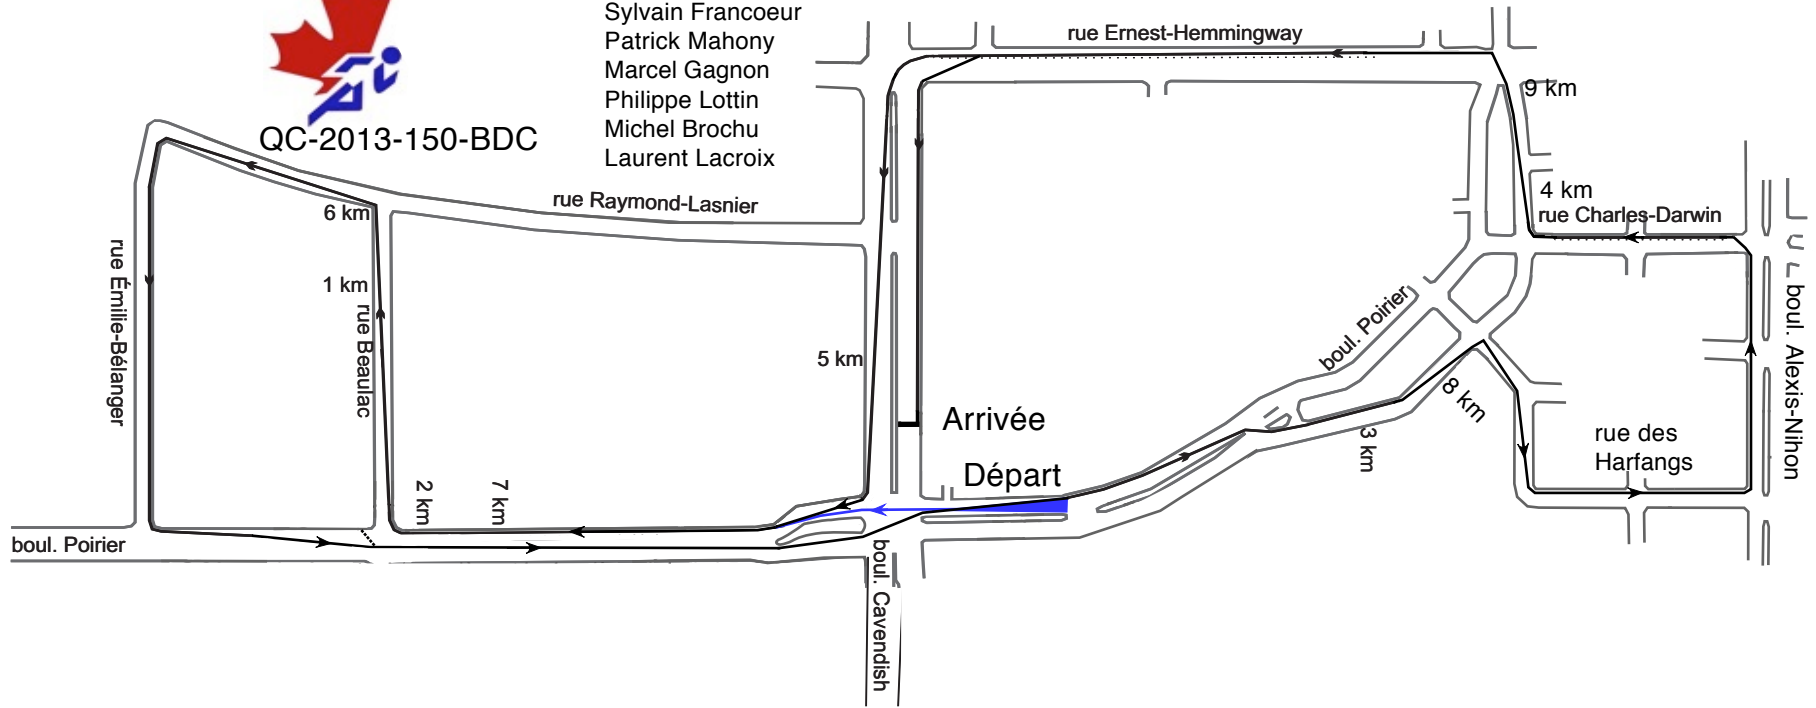 Sylvain Francoeur
Patrick Mahony
Marcel Gagnon
Philippe Lottin
Michel Brochu
Laurent Lacroix
QC-2013-150-BDC
rue Ernest-Hemmingway
9 km
4 km
rue Charles-Darwin
rue Raymond-Lasnier
6 km
1 km
rue Émilie-Bélanger
rue Beaulac
5 km
boul. Poirier
boul. Alexis-Nihon
8 km
3 km
rue des
Harfangs
Arrivée
Départ
2 km
7 km
boul. Poirier
boul. Cavendish